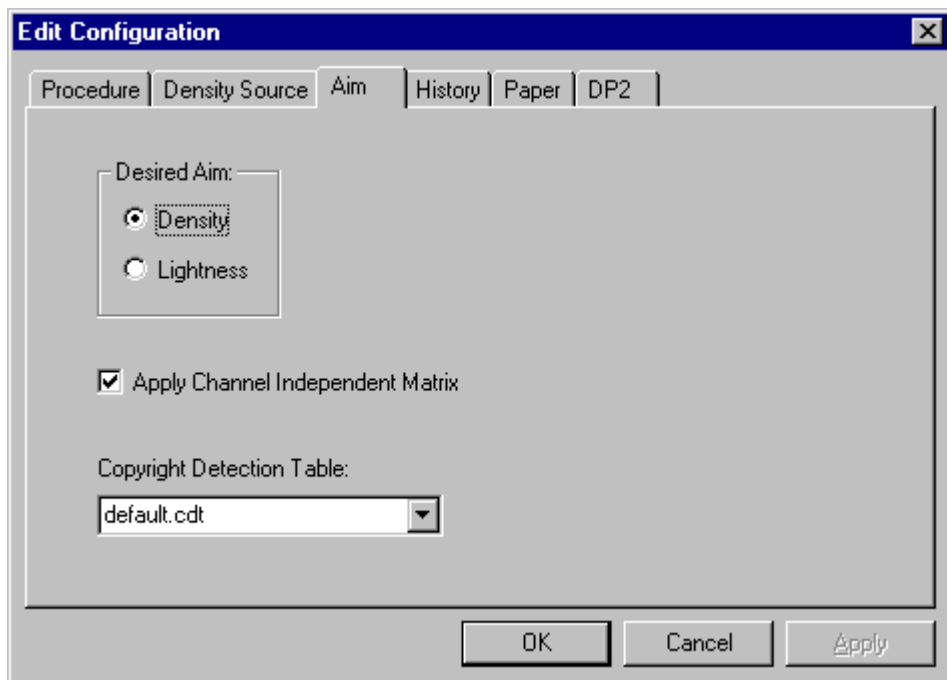 Edit Configuration
Procedure Density Source Aim History Paper DP2
Desired Aim:
Density
Lightness
Apply Channel Independent Matrix
Copyright Detection Table:
default.cdt
OK Cancel Apply